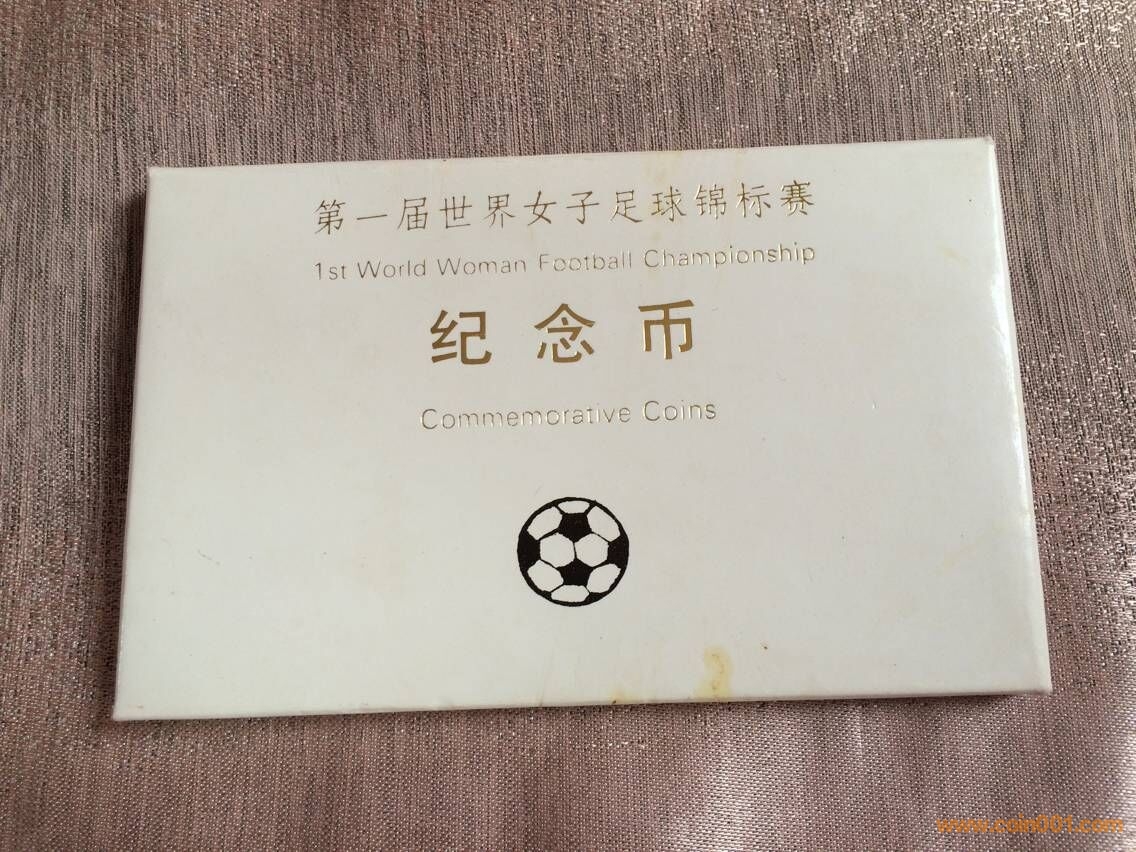 第一届世界女子足球锦标赛
1st World Woman Football Championship
纪念币
Commemorative Coins
www.coin001.com